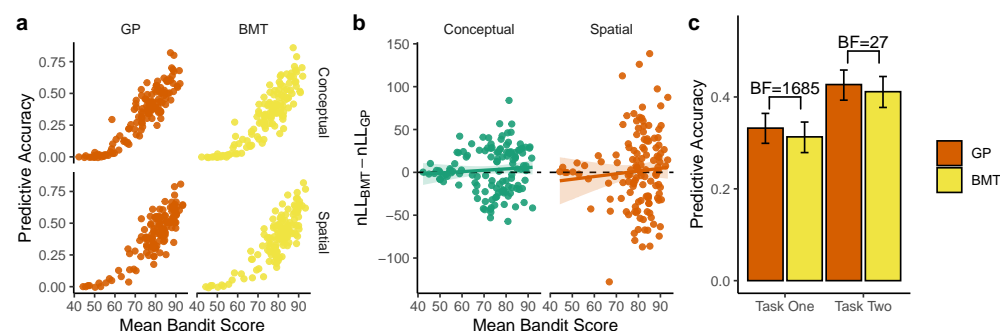 a
GP
BMT
Predictive Accuracy
0.75
0.50
0.25
0.00
Conceptual
0.75
0.50
0.25
0.00
Spatial
40 50 60 70 80 90 40 50 60 70 80 90
Mean Bandit Score
b
Conceptual
Spatial
nLL_BMT − nLL_GP
150
100
50
0
−50
−100
40 50 60 70 80 90 40 50 60 70 80 90
Mean Bandit Score
c
Predictive Accuracy
0.4
0.2
0.0
BF=1685
BF=27
Task One
Task Two
GP
BMT